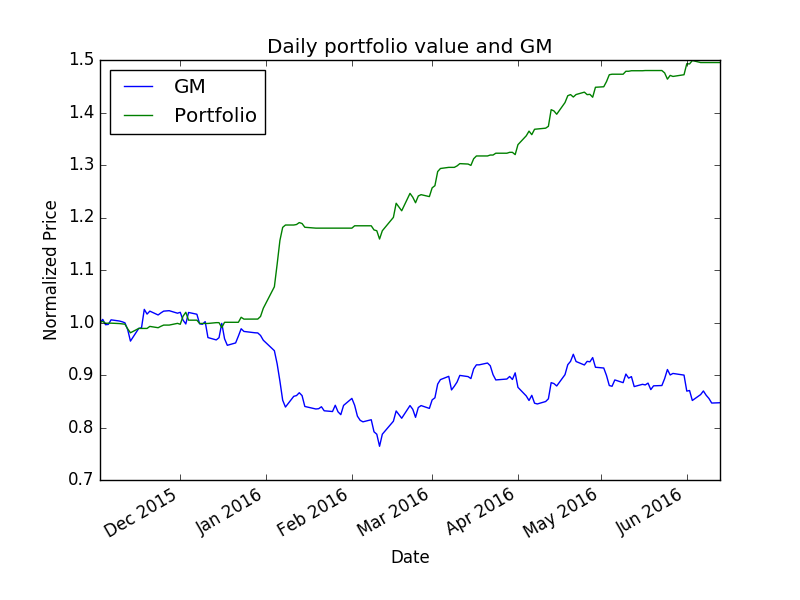 Daily portfolio value and GM
GM
Portfolio
1.5
1.4
1.3
1.2
1.1
1.0
0.9
0.8
0.7
Normalized Price
Dec 2015
Jan 2016
Feb 2016
Mar 2016
Apr 2016
May 2016
Jun 2016
Date